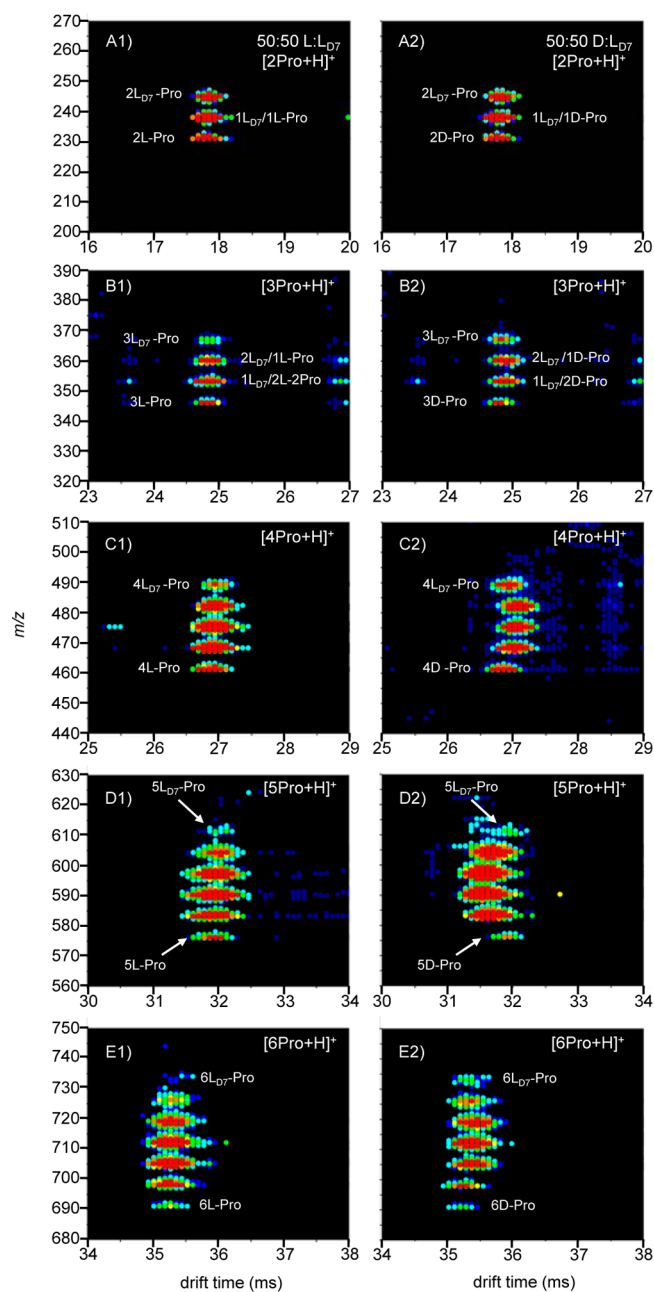 A1) 50:50 L:LD7
[2Pro+H]+
2LD7-Pro
1LD7/1L-Pro
2L-Pro
270
260
250
240
230
220
210
200
16 17 18 19 20
A2) 50:50 D:LD7
[2Pro+H]+
2LD7-Pro
1LD7/1D-Pro
2D-Pro
16 17 18 19 20
B1) [3Pro+H]+
3LD7-Pro
2LD7/1L-Pro
1LD7/2L-2Pro
3L-Pro
390
380
370
360
350
340
330
320
23 24 25 26 27
B2) [3Pro+H]+
3LD7-Pro
2LD7/1D-Pro
1LD7/2D-Pro
3D-Pro
23 24 25 26 27
m/z
C1) [4Pro+H]+
4LD7-Pro
4L-Pro
510
500
490
480
470
460
450
440
25 26 27 28 29
C2) [4Pro+H]+
4LD7-Pro
4D -Pro
25 26 27 28 29
D1) 5LD7-Pro [5Pro+H]+
5L-Pro
630
620
610
600
590
580
570
560
30 31 32 33 34
D2) 5LD7-Pro [5Pro+H]+
5D-Pro
30 31 32 33 34
E1) [6Pro+H]+
6LD7-Pro
6L-Pro
750
740
730
720
710
700
690
680
34 35 36 37 38
drift time (ms)
E2) [6Pro+H]+
6LD7-Pro
6D-Pro
34 35 36 37 38
drift time (ms)